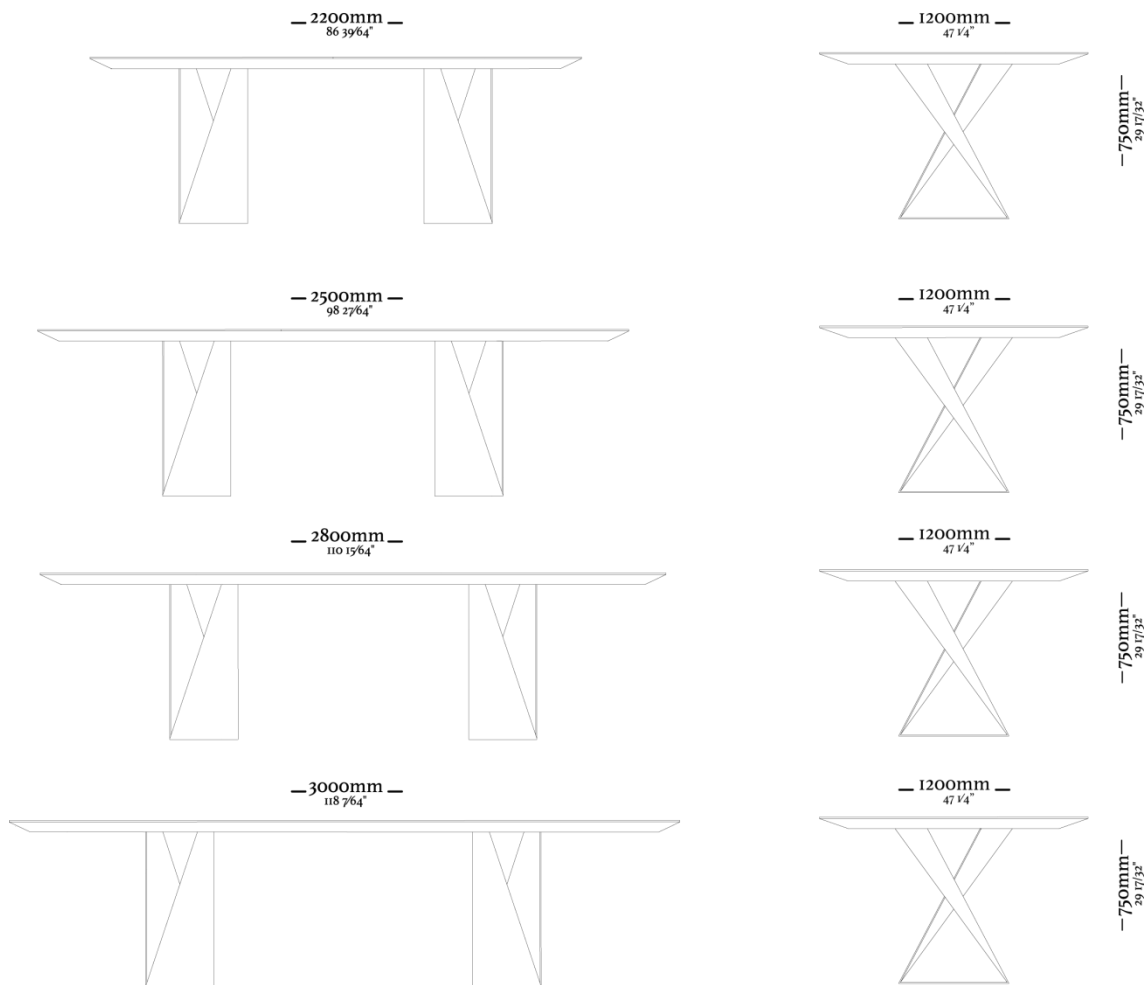 — 2200mm —
86 39/64"
— 1200mm —
47 1/4"
—750mm—
29 17/32"
— 2500mm —
98 27/64"
— 1200mm —
47 1/4"
—750mm—
29 17/32"
— 2800mm —
110 15/64"
— 1200mm —
47 1/4"
—750mm—
29 17/32"
— 3000mm —
118 7/64"
— 1200mm —
47 1/4"
—750mm—
29 17/32"